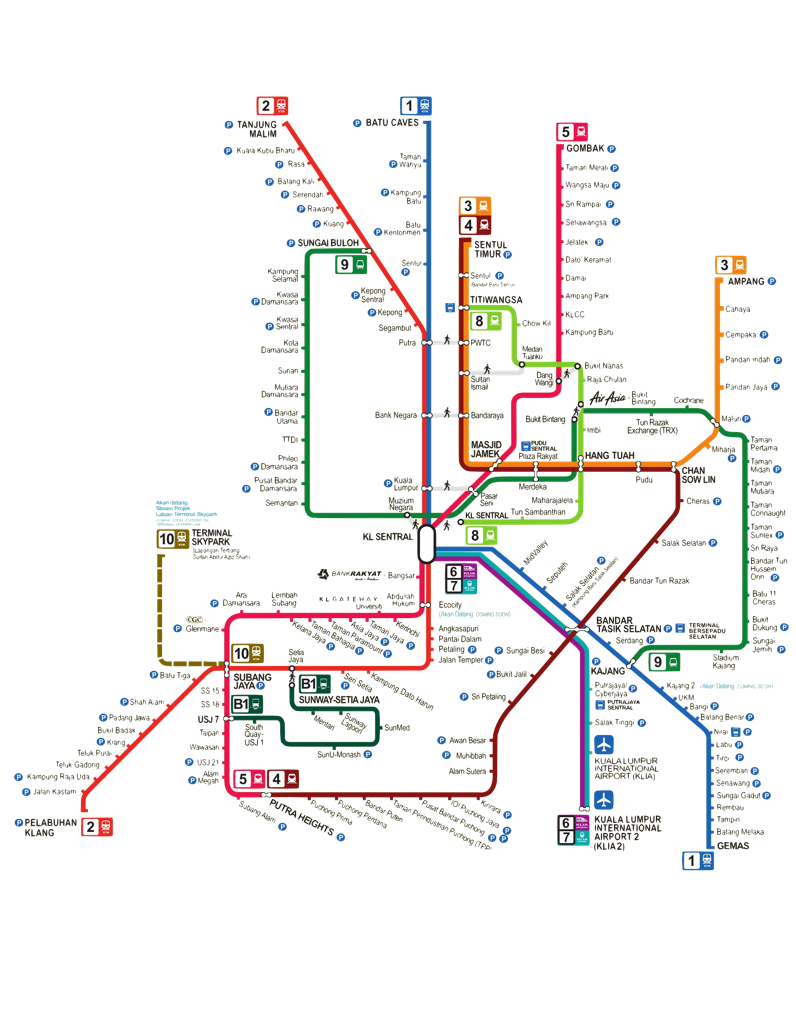 2
TANJUNG
MALIM
Kuara Kubu Bharu
Rasa
Batang Kali
Serendah
Rawang
Kuang
SUNGAI BULOH
9
Kepong
Sentral
Kepong
Segambut
Putra
Bank Negara
1
BATU CAVES
Taman
Wahyu
Kampung
Batu
Batu
Kentonmen
Sentul
3
4
SENTUL
TIMUR
Sentul
TITIWANGSA
8
Chow Kit
Medan
Tuanku
PWTC
Sultan
Ismail
Bandaraya
MASJID
JAMEK
5
GOMBAK
Taman Melati
Wangsa Maju
Sri Rampai
Setiawangsa
Jelatek
Dato' Keramat
Damai
Ampang Park
KLCC
Kampung Baru
Dang
Wangi
Bukit Nanas
Raja Chulan
AirAsia - Bukit
Bintang
Bukit Bintang
Imbi
Cochrane
Tun Razak
Exchange (TRX)
3
AMPANG
Cahaya
Cempaka
Pandan Indah
Pandan Jaya
Maluri
Miharja
PUDU
SENTRAL
Plaza Rakyat
HANG TUAH
Merdeka
Pudu
CHAN
SOW LIN
Maharajalela
Tun Sambanthan
KL SENTRAL
8
Pasar
Seni
Cheras
Salak Selatan
Bandar Tun Razak
Taman
Pertama
Taman
Midah
Taman
Mutiara
Taman
Connaught
Taman
Suntex
Sri Raya
Bandar Tun
Hussein
Onn
Batu 11
Cheras
Bukit
Dukung
Sungai
Jernih
Stadium
Kajang
9
Kampung
Selamat
Kwasa
Damansara
Kwasa
Sentral
Kota
Damansara
Surian
Mutiara
Damansara
Bandar
Utama
TTDI
Phileo
Damansara
Pusat Bandar
Damansara
Semantan
Muzium
Negara
Kuala
Lumpur
KL SENTRAL
Akan datang
Skypark
10
TERMINAL
SKYPARK
(Lapangan Terbang
Sultan Abdul Aziz Shah)
BANKRAKYAT - Bangsar
KL GATEWAY - Universiti
Abdullah
Hukum
Kerinchi
Taman Jaya
Asia Jaya
Taman Paramount
Taman Bahagia
Kelana Jaya
Lembah
Subang
Ara
Damansara
CGC -
Glenmarie
10
SUBANG
JAYA
SS 15
SS 18
B1
USJ 7
Taipan
Wawasan
USJ 21
Alam
Megah
5
4
Subang Alam
PUTRA HEIGHTS
Setia
Jaya
B1
SUNWAY-SETIA JAYA
Mentari
Sunway
Lagoon
SunMed
SunU-Monash
South
Quay-
USJ 1
Seri Setia
Kampung Dato Harun
Ecocity
(Akan Datang COMING SOON)
Angkasapuri
Pantai Dalam
Petaling
Jalan Templer
Batu Tiga
Shah Alam
Padang Jawa
Bukit Badak
Klang
Teluk Pulai
Teluk Gadong
Kampung Raja Uda
Jalan Kastam
PELABUHAN
KLANG
2
6
7
MidValley
Seputeh
Salak Selatan
(Kampung Baru Salak Selatan)
BANDAR
TASIK SELATAN
TERMINAL
BERSEPADU
SELATAN
Serdang
KAJANG
Kajang 2 (Akan Datang COMING SOON)
UKM
Bangi
Batang Benar
Nilai
Labu
Tiroi
Seremban
Senawang
Sungai Gadut
Rembau
Tampin
Batang Melaka
1
GEMAS
Putrajaya/
Cyberjaya
PUTRAJAYA
SENTRAL
Salak Tinggi
KUALA LUMPUR
INTERNATIONAL
AIRPORT (KLIA)
6
7
KUALA LUMPUR
INTERNATIONAL
AIRPORT 2
(KLIA2)
Sungai Besi
Bukit Jalil
Sri Petaling
Awan Besar
Muhibbah
Alam Sutera
Kinrara
IOI Puchong Jaya
Pusat Bandar Puchong
Taman Perindustrian Puchong (TPP)
Bandar Puteri
Puchong Perdana
Puchong Prima